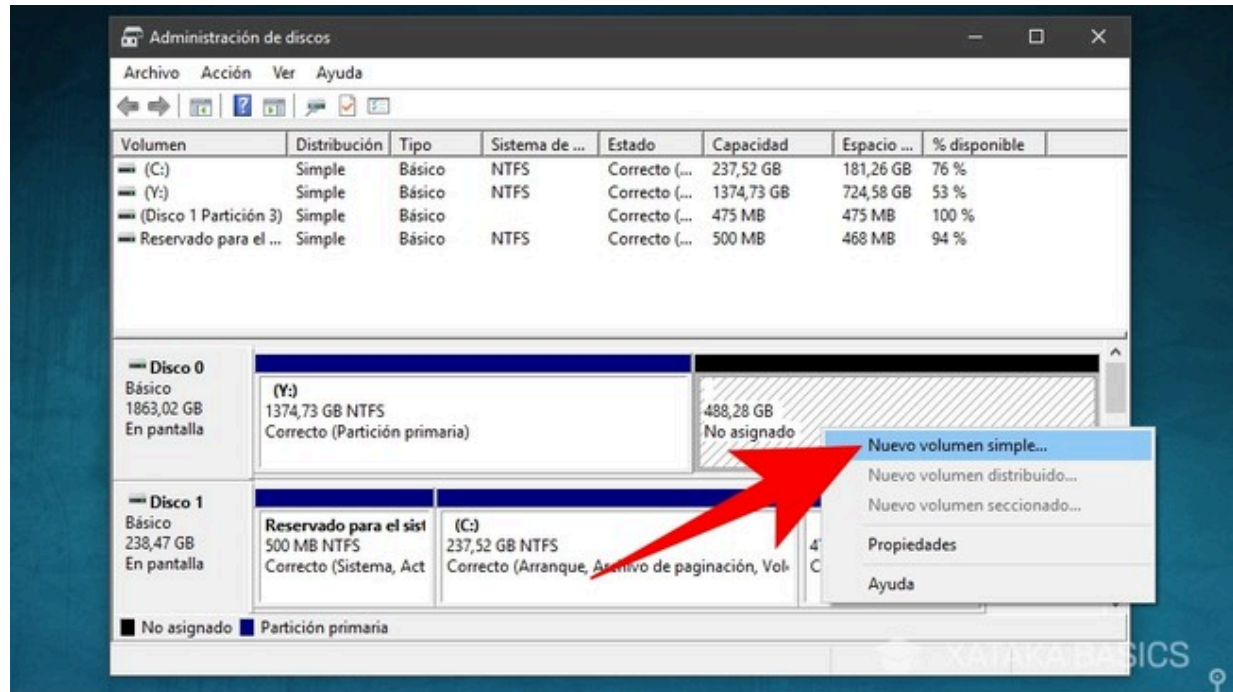 Administración de discos
Archivo Acción Ver Ayuda
Volumen Distribución Tipo Sistema de ... Estado Capacidad Espacio ... % disponible
(C:) Simple Básico NTFS Correcto (... 237,52 GB 181,26 GB 76 %
(Y:) Simple Básico NTFS Correcto (... 1374,73 GB 724,58 GB 53 %
(Disco 1 Partición 3) Simple Básico Correcto (... 475 MB 475 MB 100 %
Reservado para el ... Simple Básico NTFS Correcto (... 500 MB 468 MB 94 %
Disco 0
Básico
1863,02 GB
En pantalla
(Y:)
1374,73 GB NTFS
Correcto (Partición primaria)
488,28 GB
No asignado
Nuevo volumen simple...
Nuevo volumen distribuido...
Nuevo volumen seccionado...
Propiedades
Ayuda
Disco 1
Básico
238,47 GB
En pantalla
Reservado para el sist
500 MB NTFS
Correcto (Sistema, Act
(C:)
237,52 GB NTFS
Correcto (Arranque, Archivo de paginación, Vol
No asignado Partición primaria
XATAKA BASICS